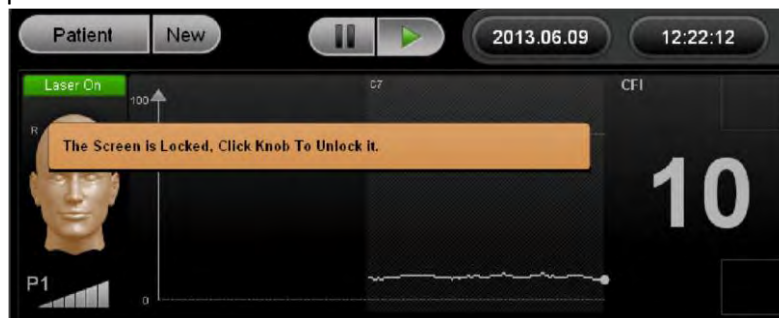 Patient New 2013.06.09 12:22:12
Laser On 100 C7 CFI
R
The Screen is Locked, Click Knob To Unlock it.
10
P1
0